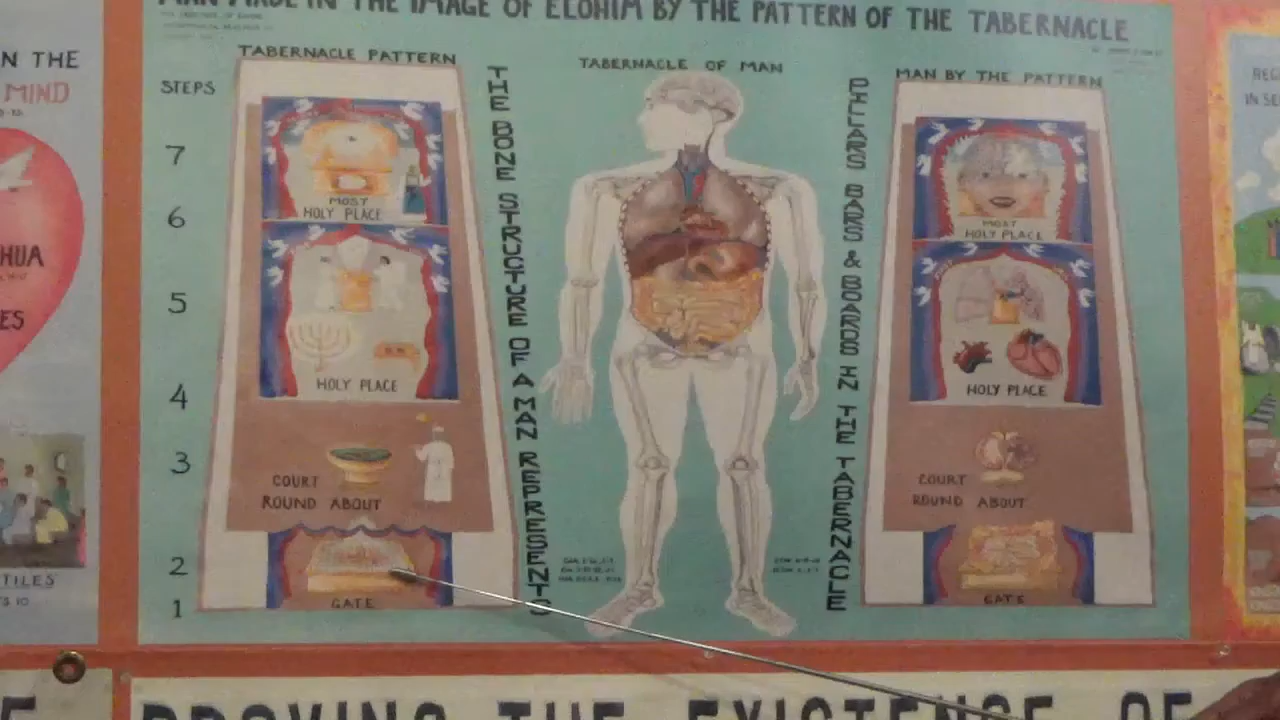 MAN MADE IN THE IMAGE OF ELOHIM BY THE PATTERN OF THE TABERNACLE
N THE
MIND
HUA
ES
TILES
STEPS
7
6
5
4
3
2
1
TABERNACLE PATTERN
MOST
HOLY PLACE
HOLY PLACE
COURT
ROUND ABOUT
GATE
THE BONE STRUCTURE OF A MAN REPRESENTS
TABERNACLE OF MAN
PILLARS BARS & BOARDS IN THE TABERNACLE
MAN BY THE PATTERN
MOST
HOLY PLACE
HOLY PLACE
COURT
ROUND ABOUT
GATE
IN SE
PROVING THE EXISTENCE OF